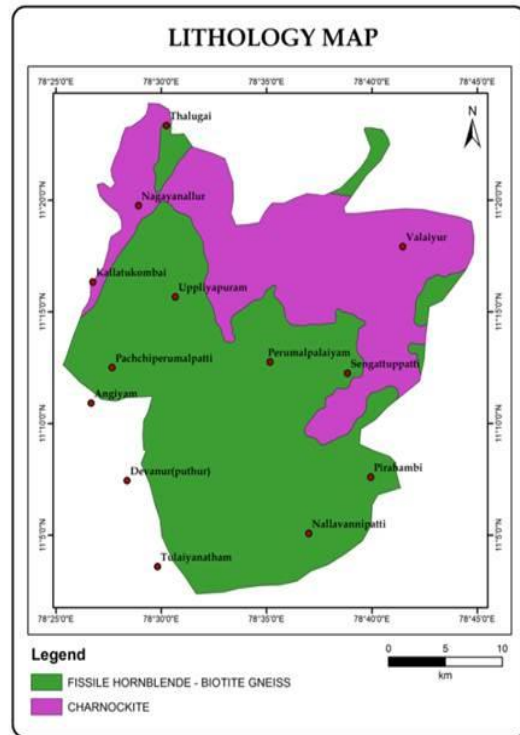 LITHOLOGY MAP
78°25'0"E 78°30'0"E 78°35'0"E 78°40'0"E 78°45'0"E
N
Thalugai
11°20'0"N 11°20'0"N
Nagayanallur
Valaiyur
Kallatukombai
Uppliyapuram
11°15'0"N 11°15'0"N
Perumalpalaiyam
Pachchiperumalpatti
Sengattuppatti
Angiyam
11°10'0"N 11°10'0"N
Pirahambi
Devanur(puthur)
Nallavannipatti
11°5'0"N 11°5'0"N
Tulaiyanatham
78°25'0"E 78°30'0"E 78°35'0"E 78°40'0"E 78°45'0"E
Legend
0 5 10
km
FISSILE HORNBLENDE - BIOTITE GNEISS
CHARNOCKITE